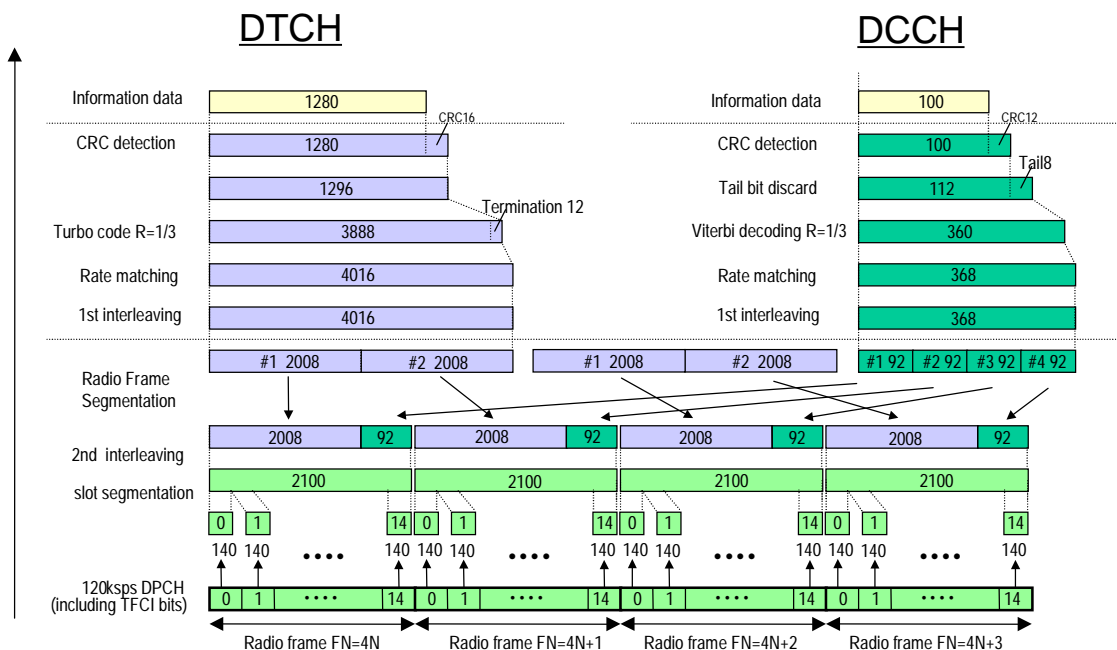 DTCH DCCH
Information data 1280 Information data 100
CRC16 CRC12
CRC detection 1280 CRC detection 100
Tail8
1296 Tail bit discard 112
Termination 12
Turbo code R=1/3 3888 Viterbi decoding R=1/3 360
Rate matching 4016 Rate matching 368
1st interleaving 4016 1st interleaving 368
#1 2008 #2 2008 #1 2008 #2 2008 #1 92 #2 92 #3 92 #4 92
Radio Frame
Segmentation
2008 92 2008 92 2008 92 2008 92
2nd interleaving
slot segmentation 2100 2100 2100 2100
0 1 14 0 1 14 0 1 14 0 1 14
140 140 •••• 140 140 140 •••• 140 140 140 •••• 140 140 140 •••• 140
120ksps DPCH
(including TFCI bits)
0 1 •••• 14 0 1 •••• 14 0 1 •••• 14 0 1 •••• 14
Radio frame FN=4N Radio frame FN=4N+1 Radio frame FN=4N+2 Radio frame FN=4N+3